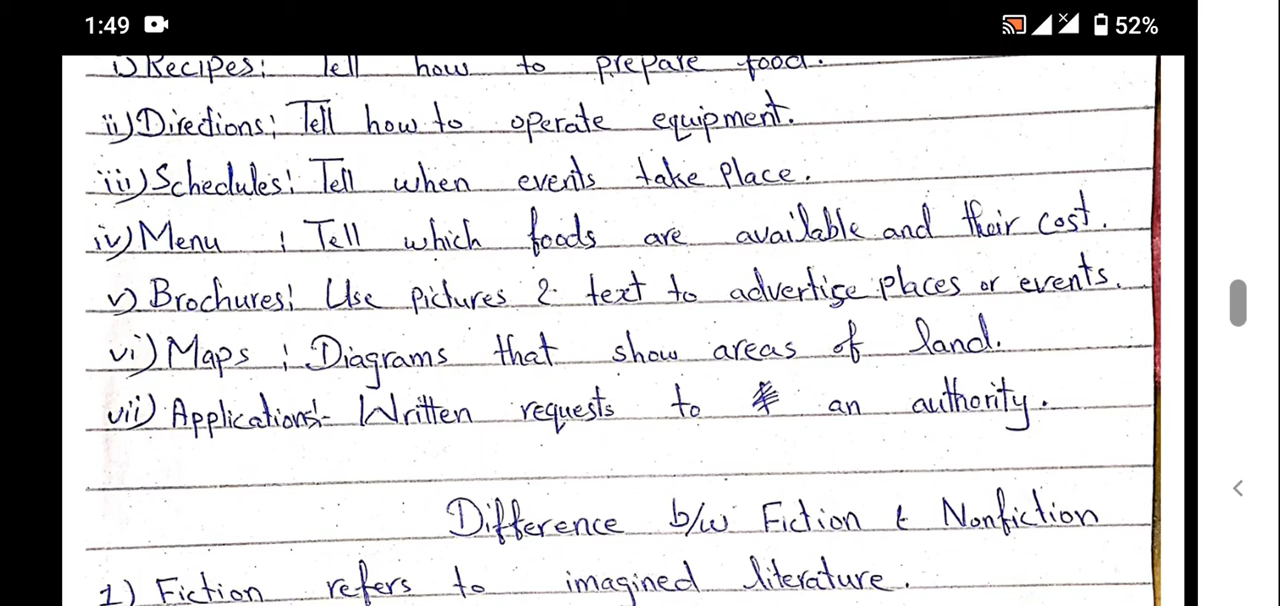 1:49 52%
i) Recipes: Tell how to prepare food.
ii) Directions: Tell how to operate equipment.
iii) Schedules: Tell when events take place.
iv) Menu : Tell which foods are available and their cost.
v) Brochures: Use pictures & text to advertise places or events.
vi) Maps : Diagrams that show areas of land.
vii) Applications:- Written requests to an authority.
Difference b/w Fiction & Nonfiction
1) Fiction refers to imagined literature.